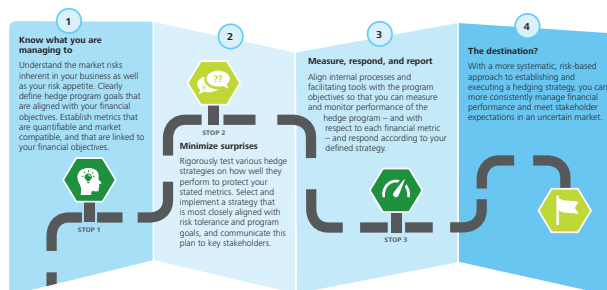 1
Know what you are
managing to
Understand the market risks
inherent in your business as well
as your risk appetite. Clearly
define hedge program goals that
are aligned with your financial
objectives. Establish metrics that
are quantifiable and market
compatible, and that are linked to
your financial objectives.
STOP 1
2
??
STOP 2
Minimize surprises
Rigorously test various hedge
strategies on how well they
perform to protect your
stated metrics. Select and
implement a strategy that
is most closely aligned with
risk tolerance and program
goals, and communicate this
plan to key stakeholders.
3
Measure, respond, and report
Align internal processes and
facilitating tools with the program
objectives so that you can measure
and monitor performance of the
hedge program – and with
respect to each financial metric
– and respond according to your
defined strategy.
STOP 3
4
The destination?
With a more systematic, risk-based
approach to establishing and
executing a hedging strategy, you can
more consistently manage financial
performance and meet stakeholder
expectations in an uncertain market.